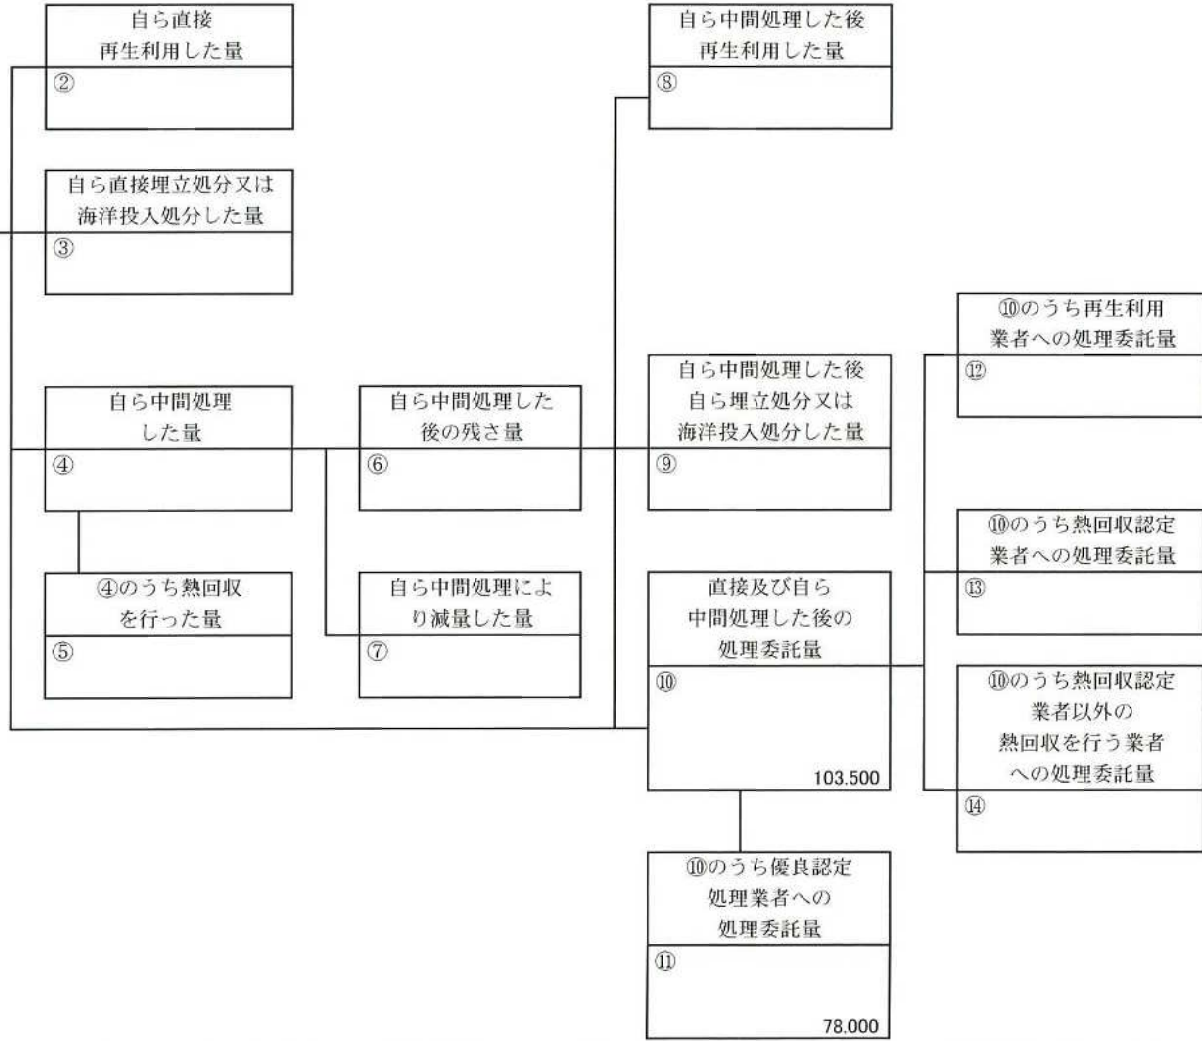 自ら直接
再生利用した量
②
自ら直接埋立処分又は
海洋投入処分した量
③
自ら中間処理
した量
④
④のうち熱回収
を行った量
⑤
自ら中間処理した
後の残さ量
⑥
自ら中間処理によ
り減量した量
⑦
自ら中間処理した後
再生利用した量
⑧
自ら中間処理した後
自ら埋立処分又は
海洋投入処分した量
⑨
直接及び自ら
中間処理した後の
処理委託量
⑩
103.500
⑩のうち優良認定
処理業者への
処理委託量
⑪
78.000
⑩のうち再生利用
業者への処理委託量
⑫
⑩のうち熱回収認定
業者への処理委託量
⑬
⑩のうち熱回収認定
業者以外の
熱回収を行う業者
への処理委託量
⑭